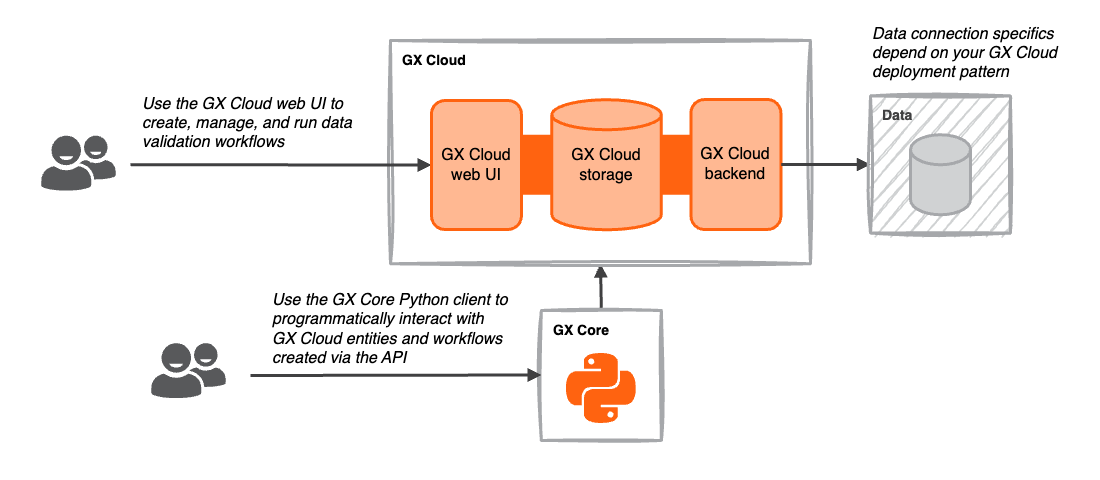 Data connection specifics
depend on your GX Cloud
deployment pattern
GX Cloud
Use the GX Cloud web UI to
create, manage, and run data
validation workflows
GX Cloud
web UI
GX Cloud
storage
GX Cloud
backend
Data
Use the GX Core Python client to
programmatically interact with
GX Cloud entities and workflows
created via the API
GX Core